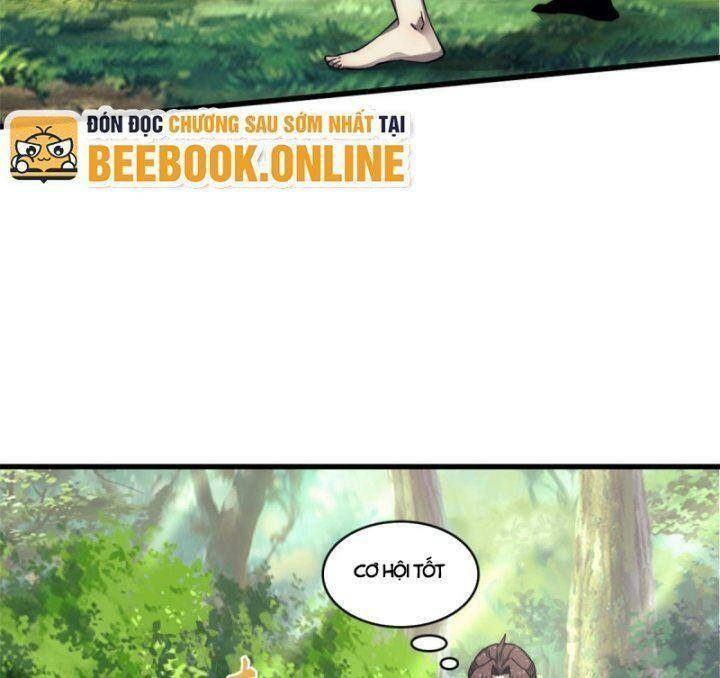 ĐÓN ĐỌC CHƯƠNG SAU SỚM NHẤT TẠI
BEEBOOK.ONLINE
CƠ HỘI TỐT